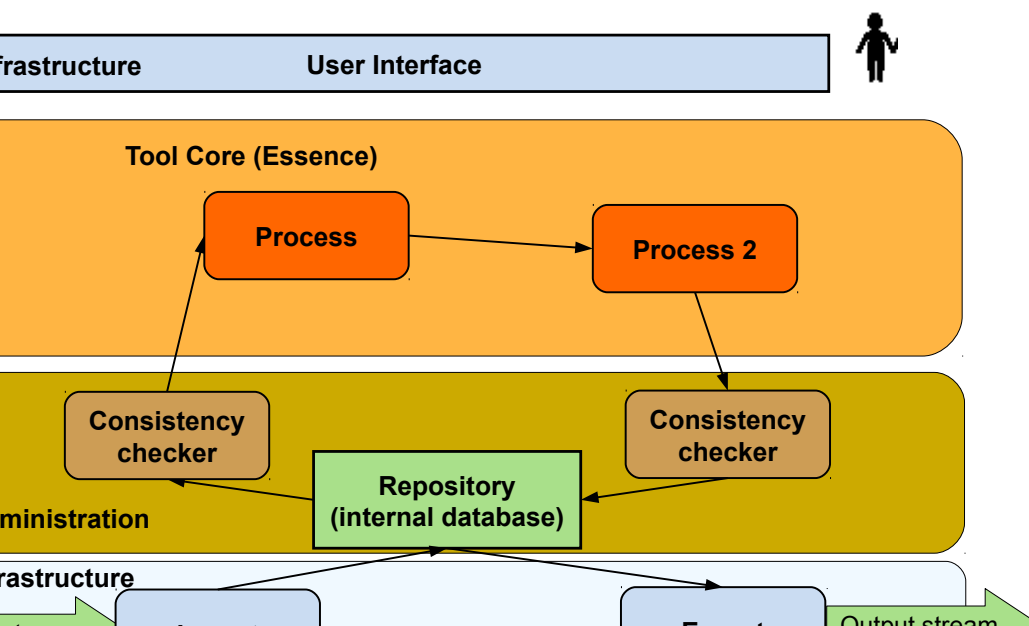 frastructure
User Interface
Tool Core (Essence)
Process
Process 2
Consistency
checker
Consistency
checker
Repository
(internal database)
ministration
rastructure
Output stream